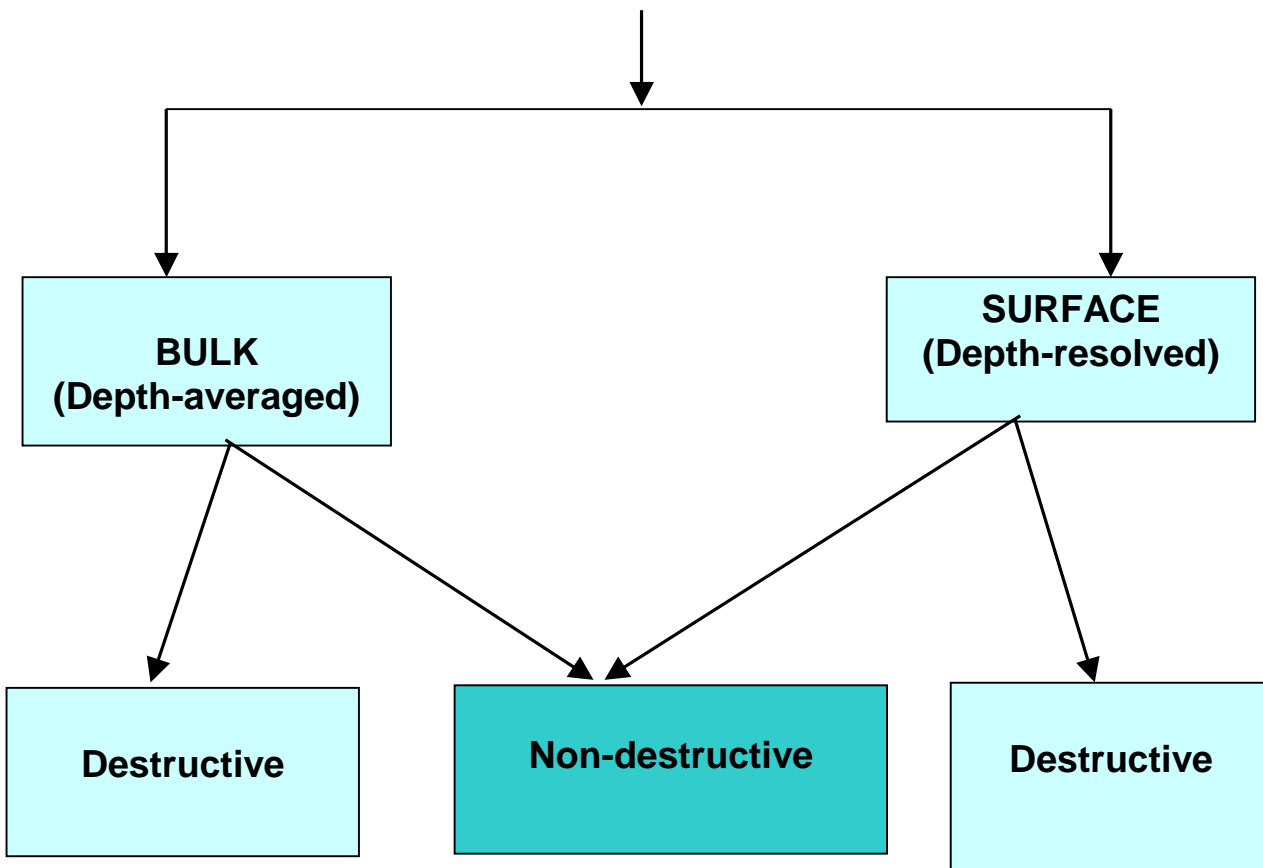 BULK
(Depth-averaged)
SURFACE
(Depth-resolved)
Destructive
Non-destructive
Destructive